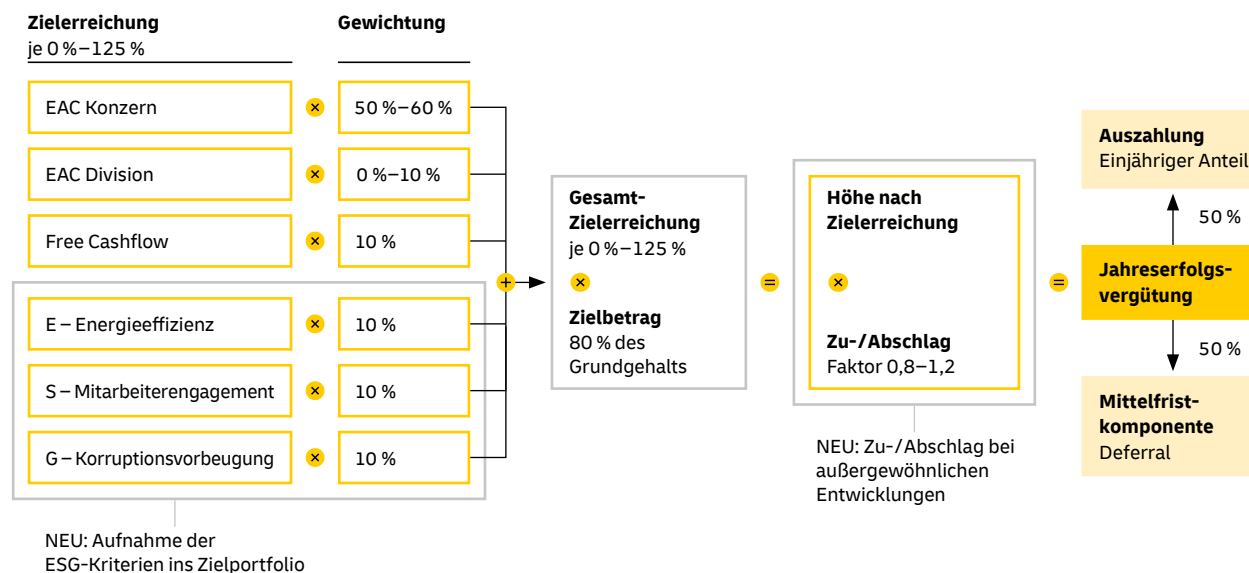 Zielerreichung
je 0 %–125 %
Gewichtung
EAC Konzern
×
50 %–60 %
EAC Division
×
0 %–10 %
Free Cashflow
×
10 %
E – Energieeffizienz
×
10 %
S – Mitarbeiterengagement
×
10 %
G – Korruptionsvorbeugung
×
10 %
NEU: Aufnahme der
ESG-Kriterien ins Zielportfolio
+
Gesamt-
Zielerreichung
je 0 %–125 %
×
Zielbetrag
80 % des
Grundgehalts
=
Höhe nach
Zielerreichung
×
Zu-/Abschlag
Faktor 0,8–1,2
NEU: Zu-/Abschlag bei
außergewöhnlichen
Entwicklungen
=
Auszahlung
Einjähriger Anteil
50 %
Jahreserfolgs-
vergütung
50 %
Mittelfrist-
komponente
Deferral